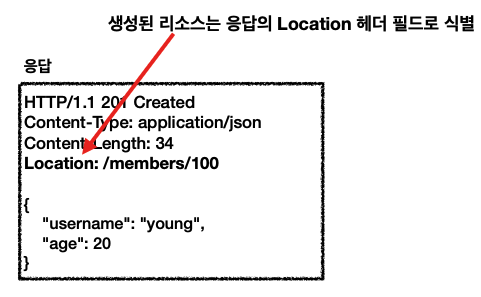 생성된 리소스는 응답의 Location 헤더 필드로 식별
응답
HTTP/1.1 201 Created
Content-Type: application/json
Content-Length: 34
Location: /members/100
{
"username": "young",
"age": 20
}